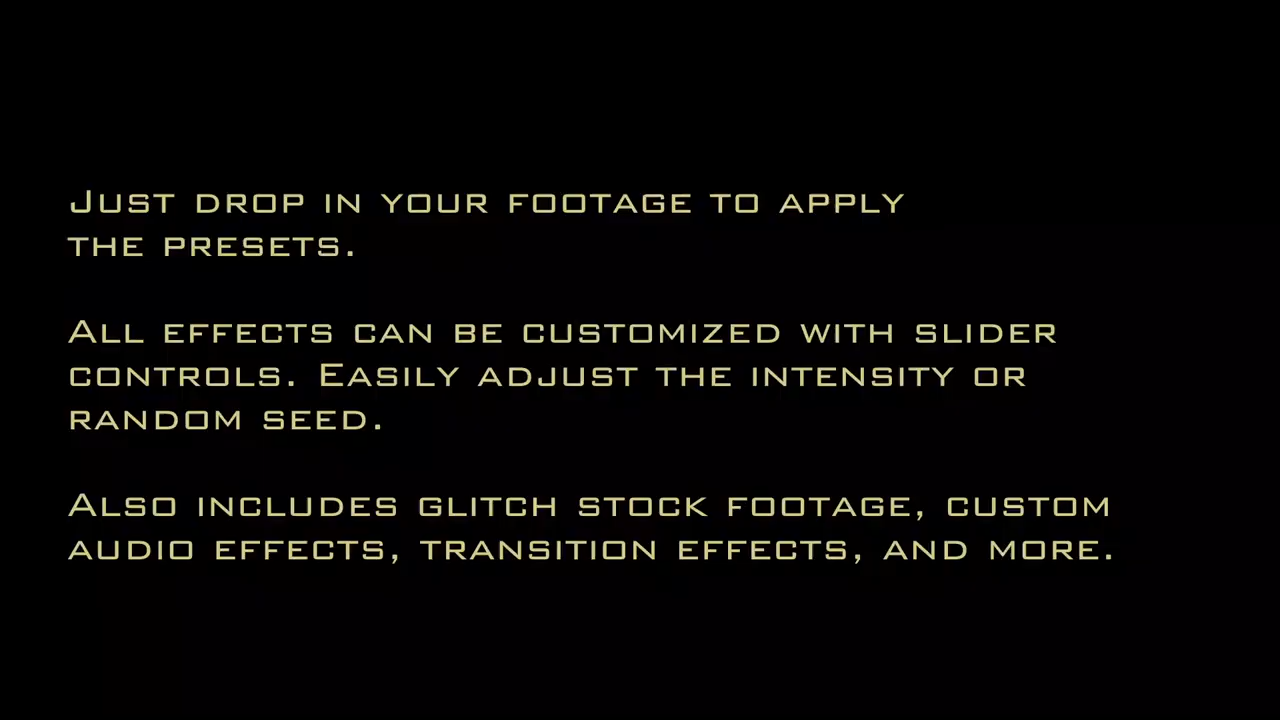 Just drop in your footage to apply
the presets.
All effects can be customized with slider
controls. Easily adjust the intensity or
random seed.
Also includes glitch stock footage, custom
audio effects, transition effects, and more.